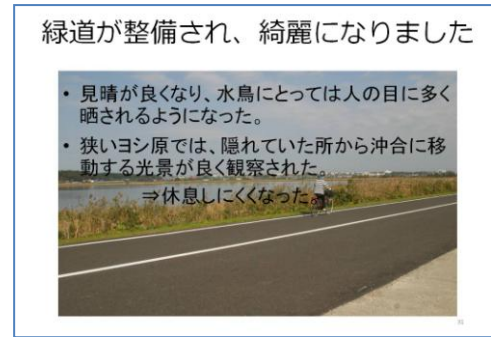 緑道が整備され、綺麗になりました
• 見晴が良くなり、水鳥にとっては人の目に多く
晒されるようになった。
• 狭いヨシ原では、隠れていた所から沖合に移
動する光景が良く観察された。
⇒休息しにくくなった。